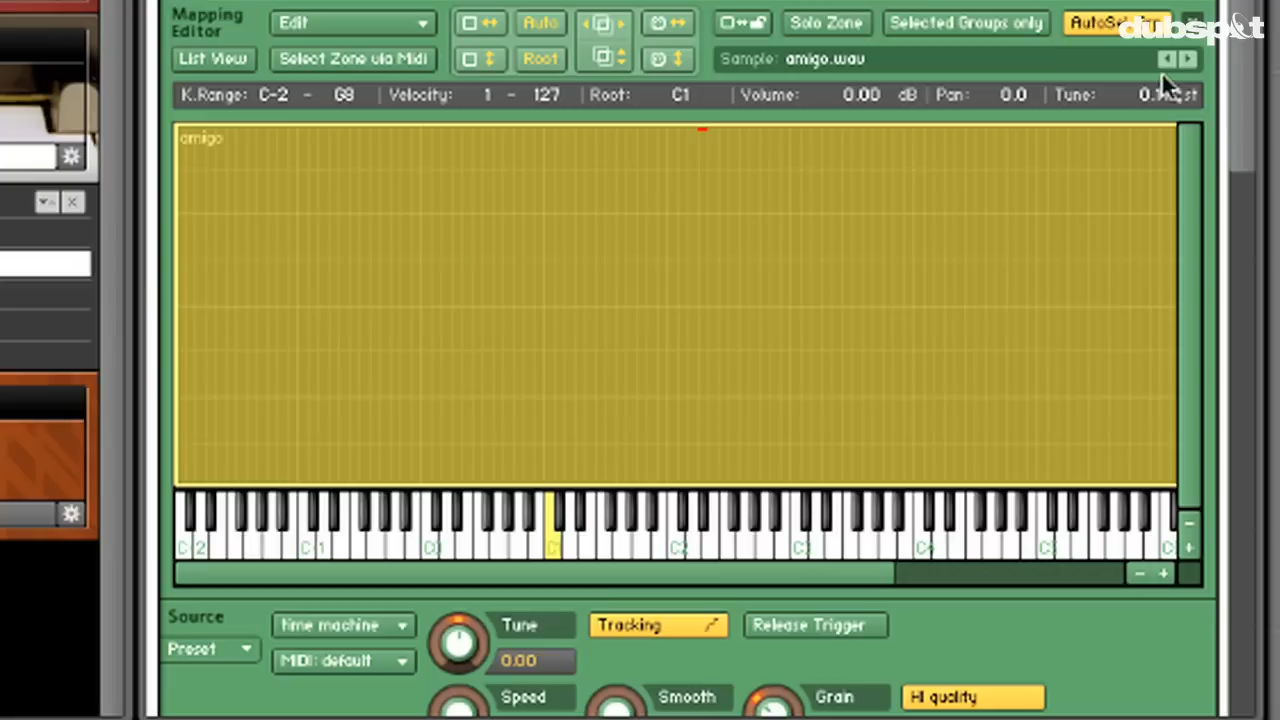 Mapping Editor
Edit
Auto
Solo Zone
Selected Groups only
dubspot
List View
Select Zone via Midi
Root
Sample: amigo.wav
K.Range: C-2 - G8 | Velocity: 1 - 127 | Root: C1 | Volume: 0.00 dB | Pan: 0.0 | Tune:
amigo
C-2 C-1 C0 C1 C2 C3 C4 C5
Source
time machine
Tune
Tracking
Release Trigger
Preset
MIDI: default
0.00
Speed
Smooth
Grain
HI quality